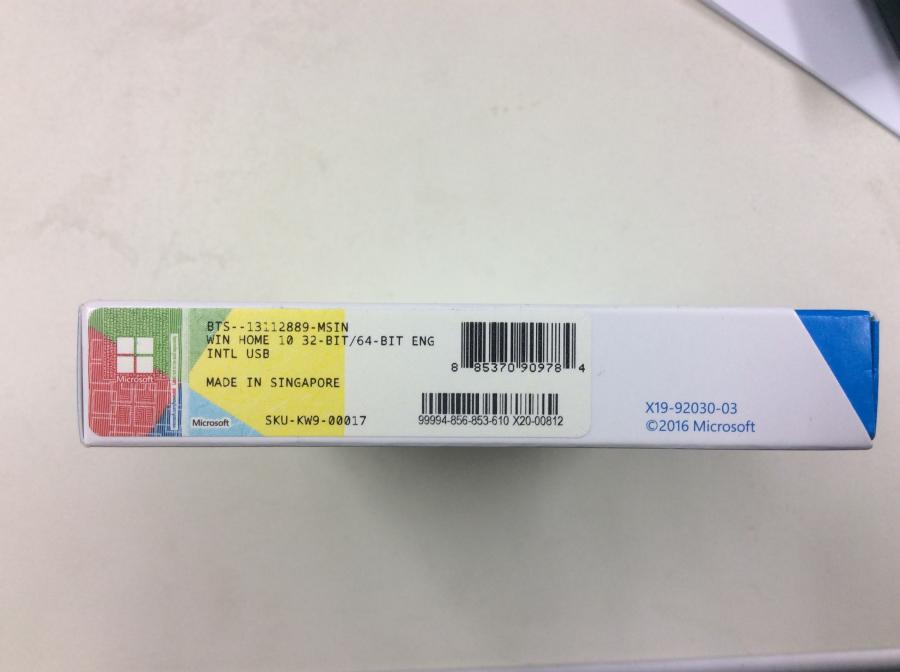 Microsoft
BTS--13112889-MSIN
WIN HOME 10 32-BIT/64-BIT ENG
INTL USB
MADE IN SINGAPORE
Microsoft
SKU-KW9-00017
8 85370 90978 4
99994-856-853-610 X20-00812
X19-92030-03
©2016 Microsoft